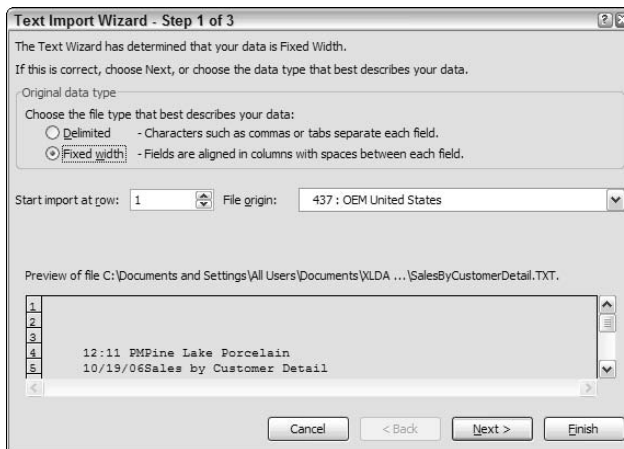 Text Import Wizard - Step 1 of 3
The Text Wizard has determined that your data is Fixed Width.
If this is correct, choose Next, or choose the data type that best describes your data.
Original data type
Choose the file type that best describes your data:
Delimited - Characters such as commas or tabs separate each field.
Fixed width - Fields are aligned in columns with spaces between each field.
Start import at row: 1 File origin: 437 : OEM United States
Preview of file C:\Documents and Settings\All Users\Documents\XLDA ...\SalesByCustomerDetail.TXT.
1
2
3
4 12:11 PMPine Lake Porcelain
5 10/19/06Sales by Customer Detail
Cancel < Back Next > Finish